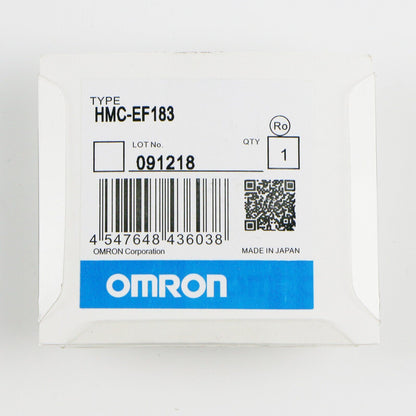 TYPE
HMC-EF183
Ro
LOT No.
QTY
091218
1
4 547648 436038
OMRON Corporation
MADE IN JAPAN
OMRON